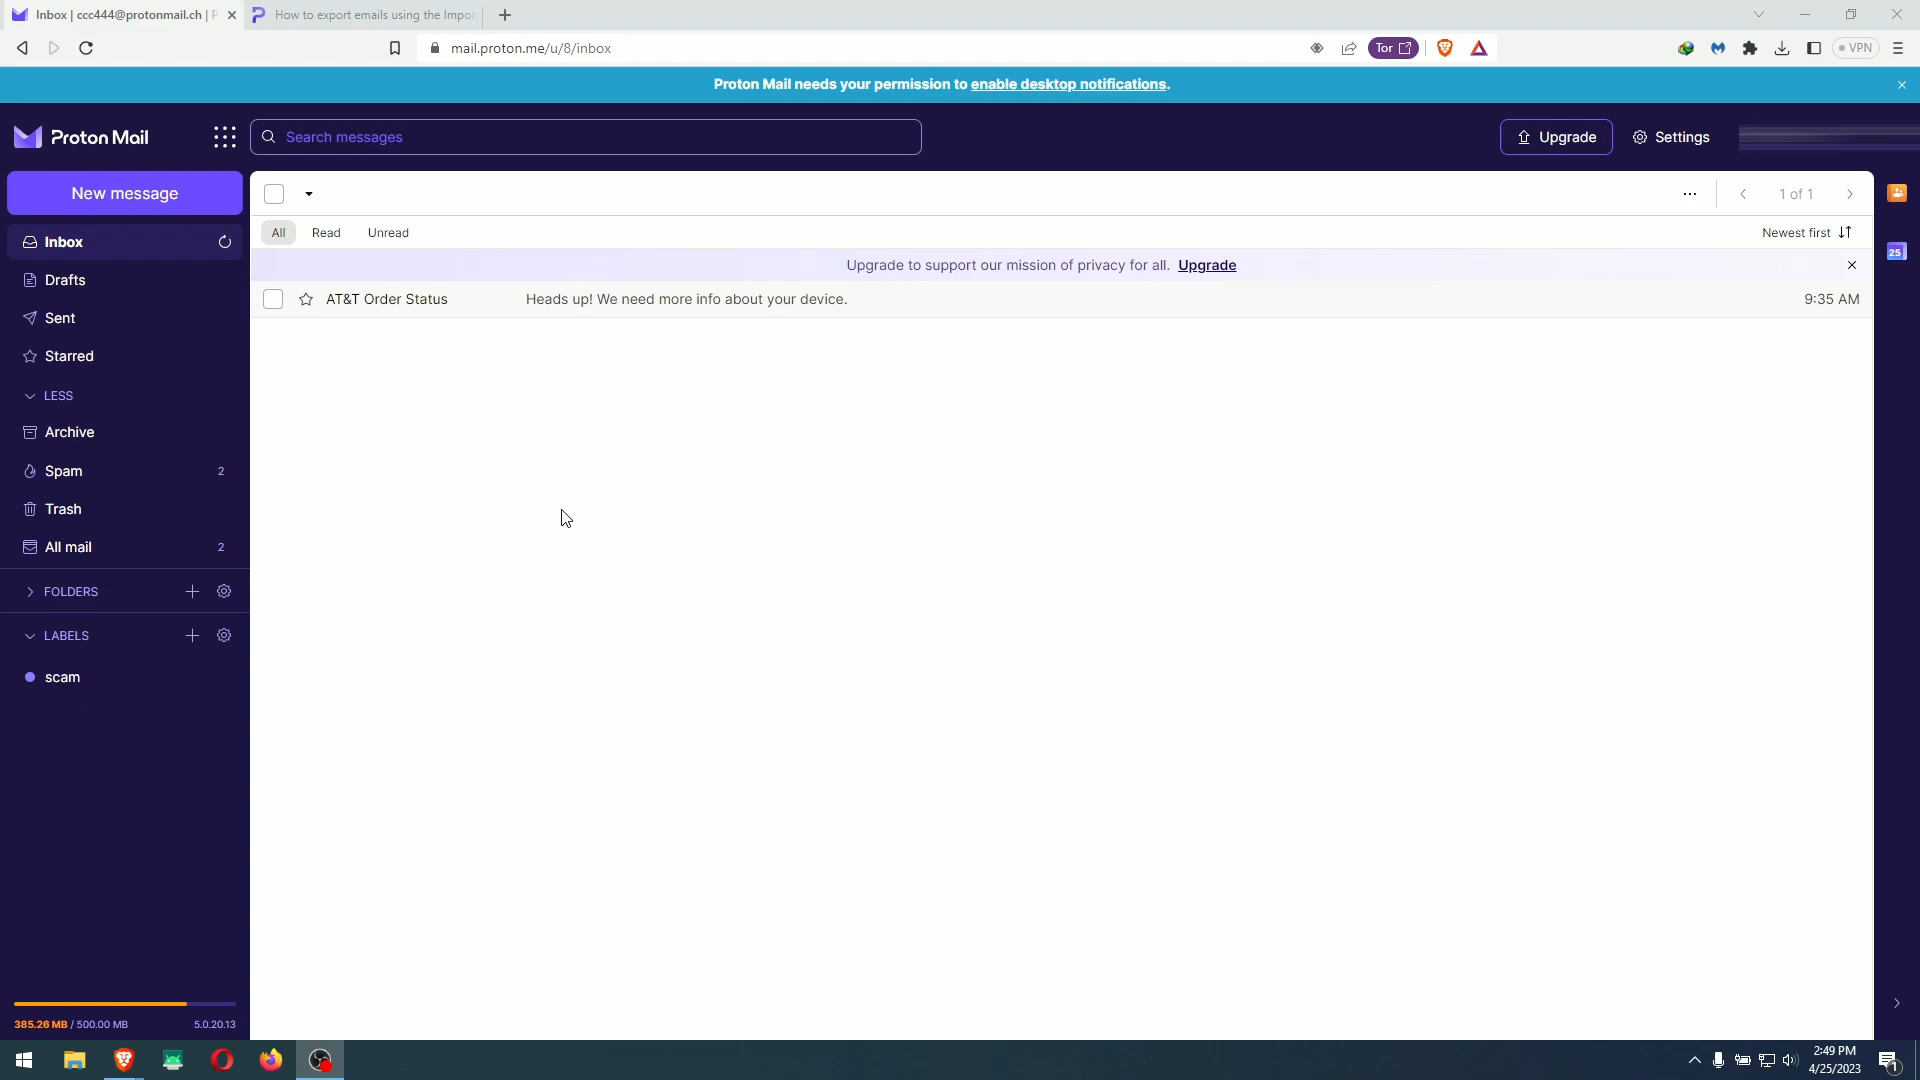 Inbox | ccc444@protonmail.ch | P
How to export emails using the Impor
mail.proton.me/u/8/inbox
Tor
VPN
Proton Mail needs your permission to enable desktop notifications.
Proton Mail
Search messages
Upgrade
Settings
New message
1 of 1
Inbox
All
Read
Unread
Newest first
25
Upgrade to support our mission of privacy for all. Upgrade
Drafts
AT&T Order Status
Heads up! We need more info about your device.
9:35 AM
Sent
Starred
LESS
Archive
Spam
2
Trash
All mail
2
FOLDERS
LABELS
scam
385.26 MB / 500.00 MB
5.0.20.13
2:49 PM
4/25/2023
1